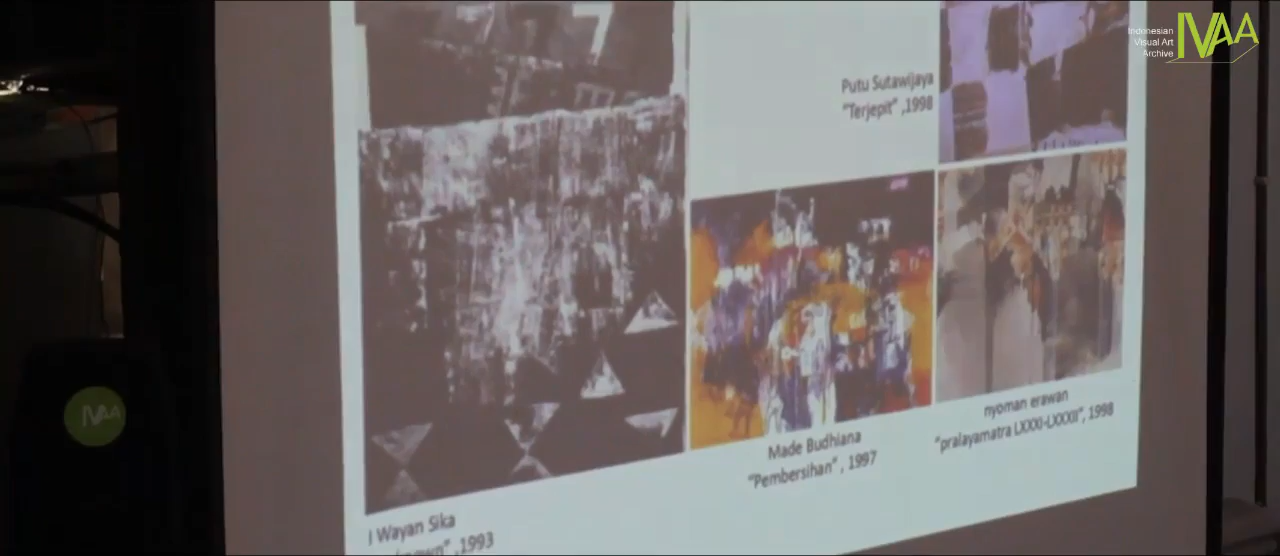 Indonesian
Visual Art
Archive
IVAA
77
Putu Sutawijaya
"Terjepit" ,1998
IVAA
Made Budhiana
"Pembersihan" , 1997
nyoman erawan
"pralayamatra LXXXI-LXXXII", 1998
I Wayan Sika
,1993